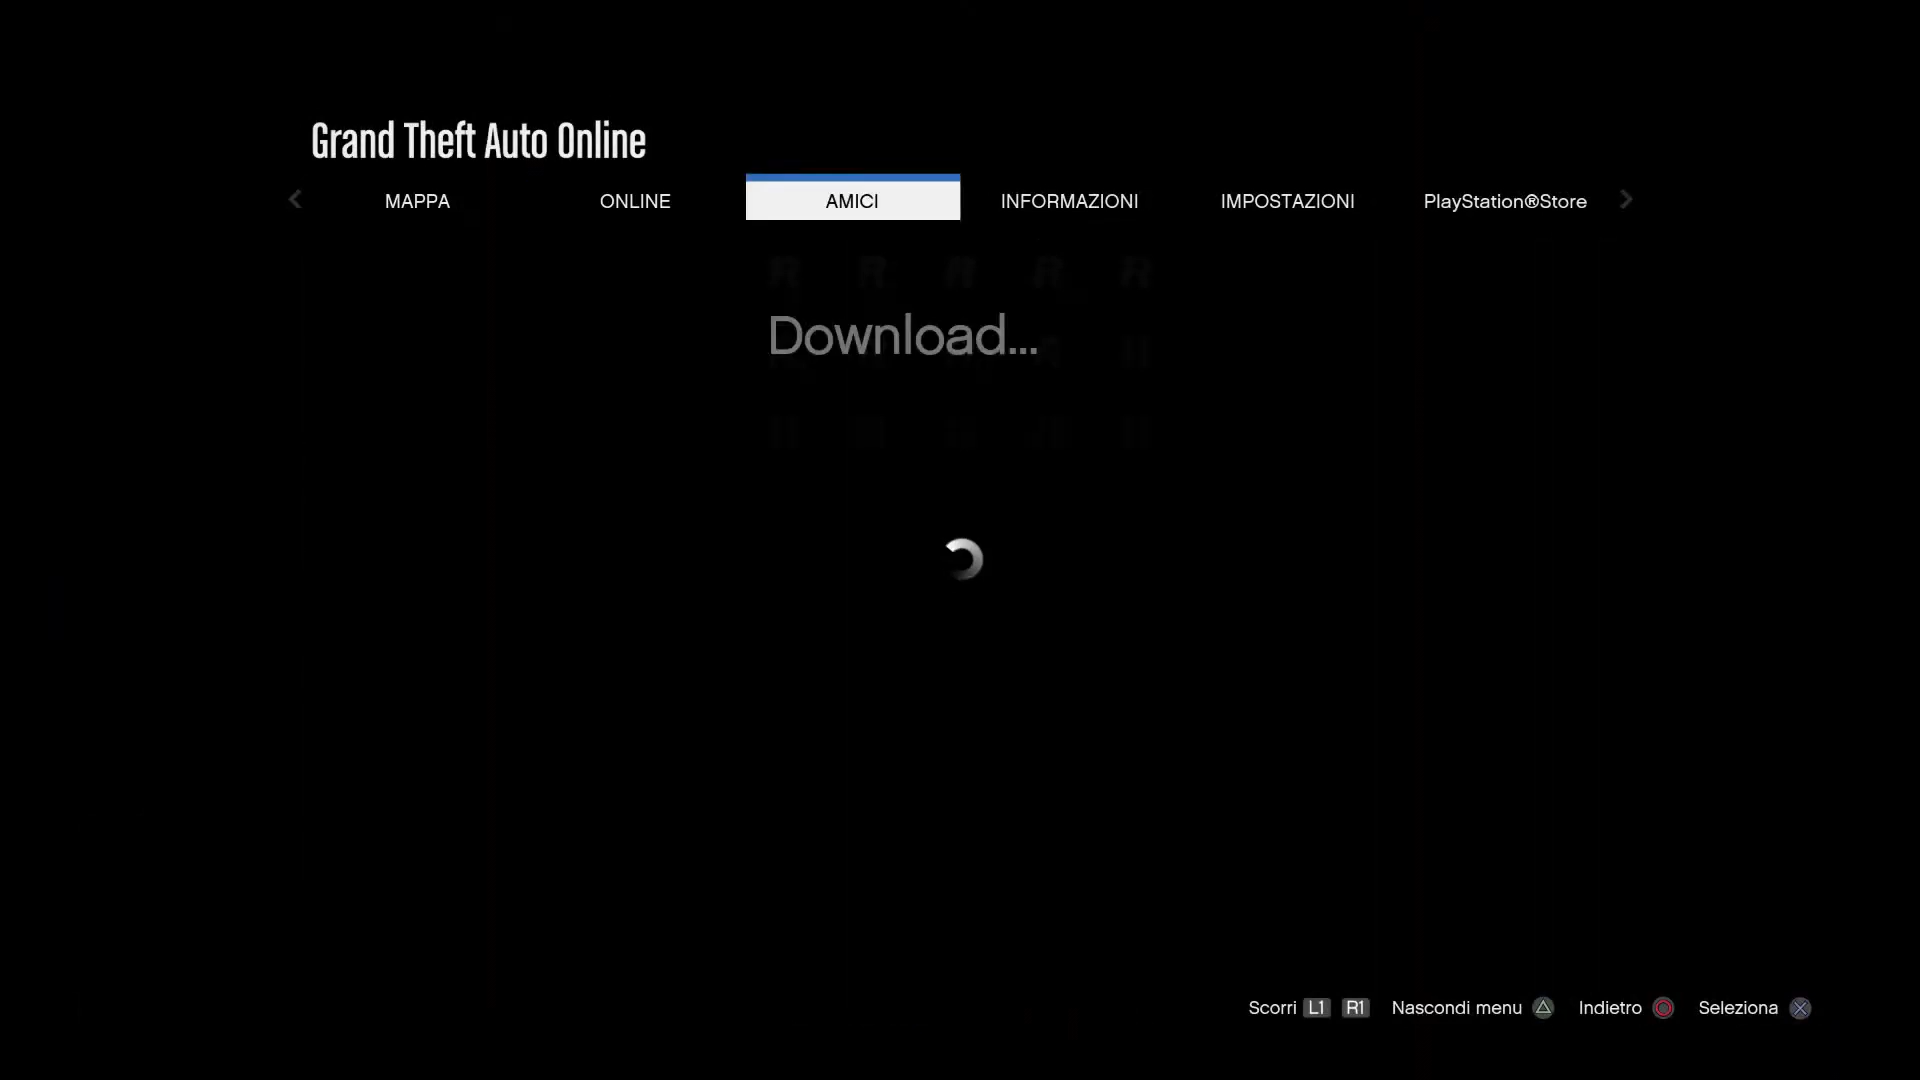 Grand Theft Auto Online
MAPPA ONLINE AMICI INFORMAZIONI IMPOSTAZIONI PlayStation®Store
Download...
Scorri L1 R1 Nascondi menu Indietro Seleziona